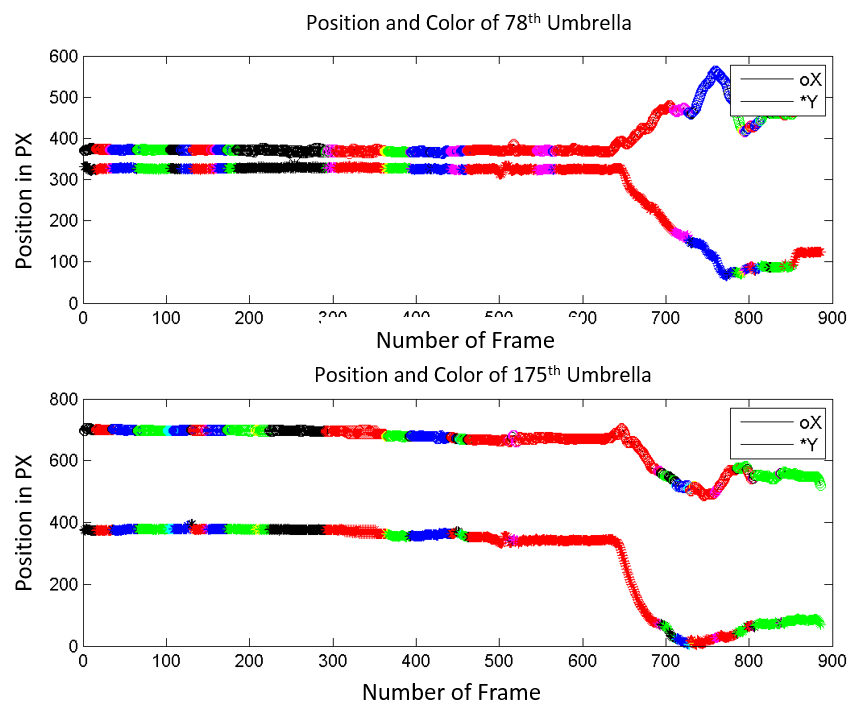 Position and Color of 78th Umbrella
600
500
400
300
200
100
0
Position in PX
oX
*Y
0 100 200 300 400 500 600 700 800 900
Number of Frame
Position and Color of 175th Umbrella
800
600
400
200
0
Position in PX
oX
*Y
0 100 200 300 400 500 600 700 800 900
Number of Frame